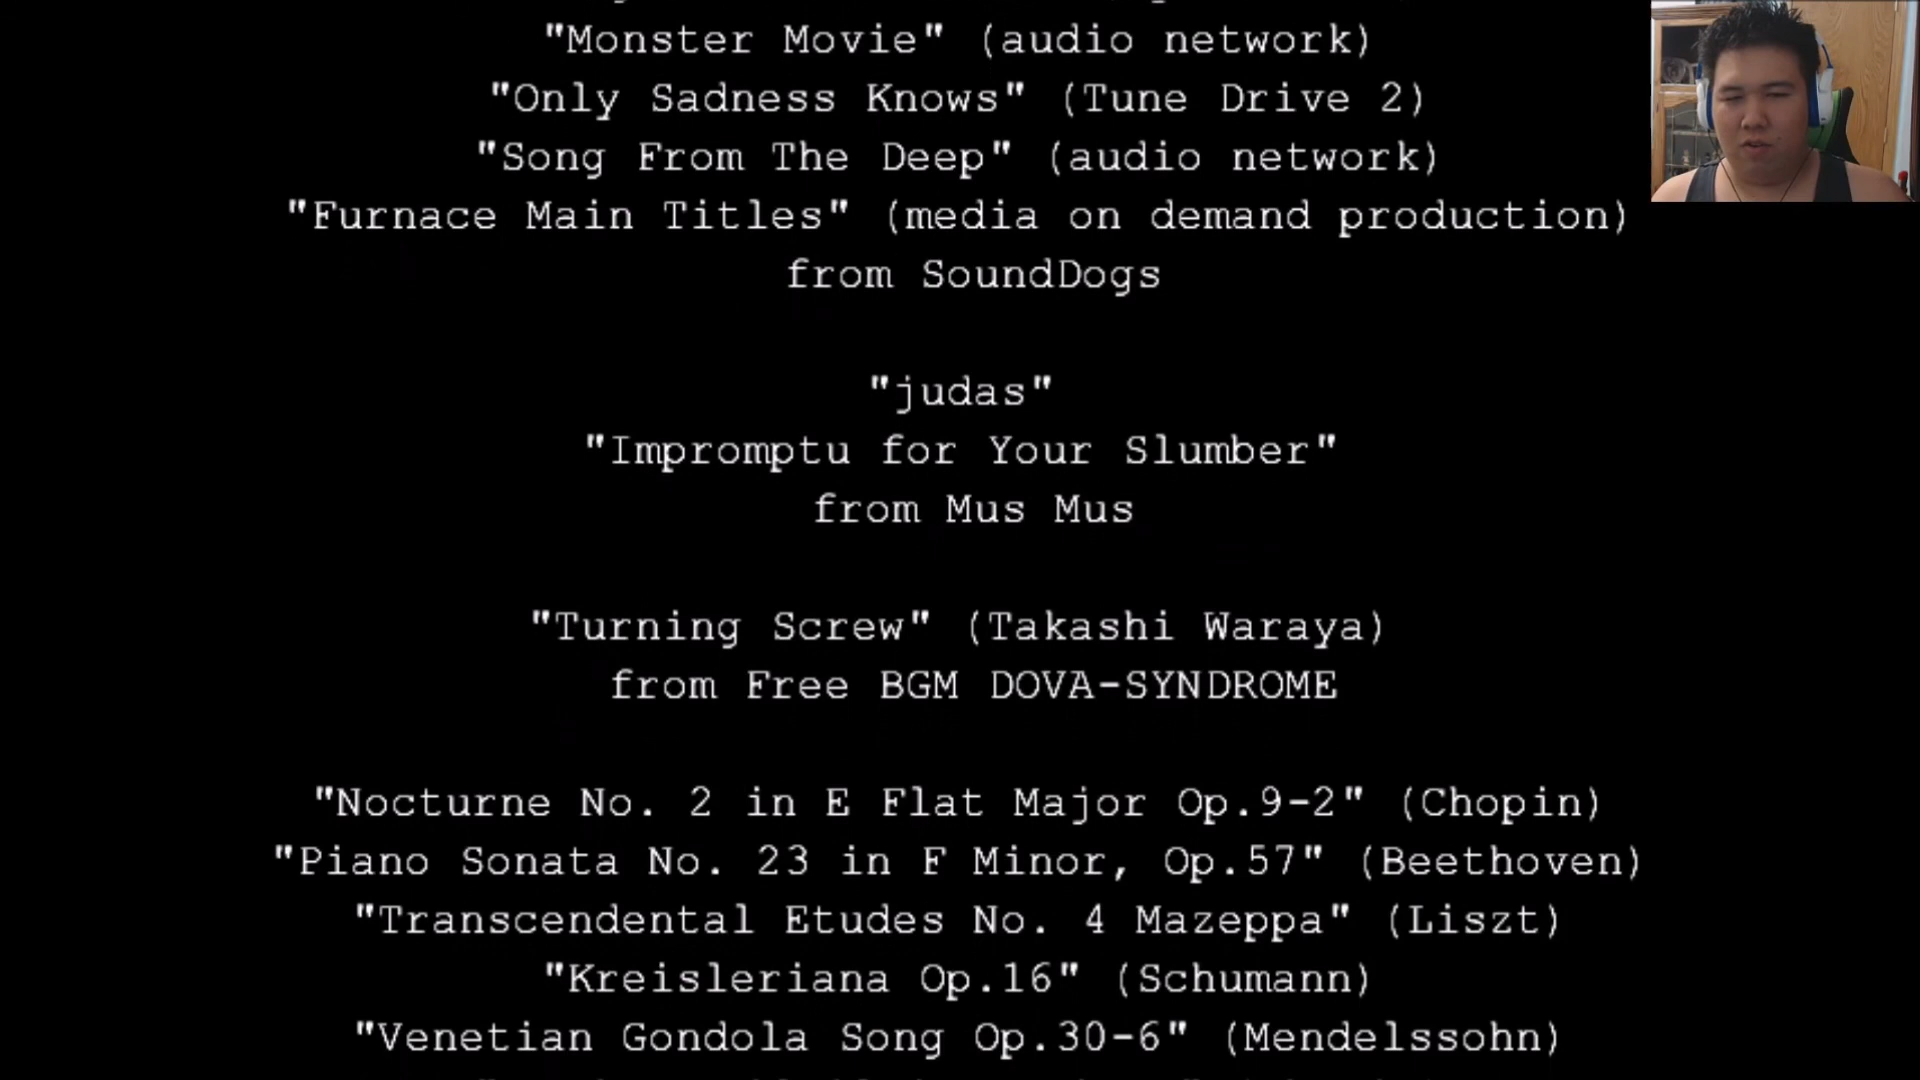 "Monster Movie" (audio network)
"Only Sadness Knows" (Tune Drive 2)
"Song From The Deep" (audio network)
"Furnace Main Titles" (media on demand production)
from SoundDogs
"judas"
"Impromptu for Your Slumber"
from Mus Mus
"Turning Screw" (Takashi Waraya)
from Free BGM DOVA-SYNDROME
"Nocturne No. 2 in E Flat Major Op.9-2" (Chopin)
"Piano Sonata No. 23 in F Minor, Op.57" (Beethoven)
"Transcendental Etudes No. 4 Mazeppa" (Liszt)
"Kreisleriana Op.16" (Schumann)
"Venetian Gondola Song Op.30-6" (Mendelssohn)